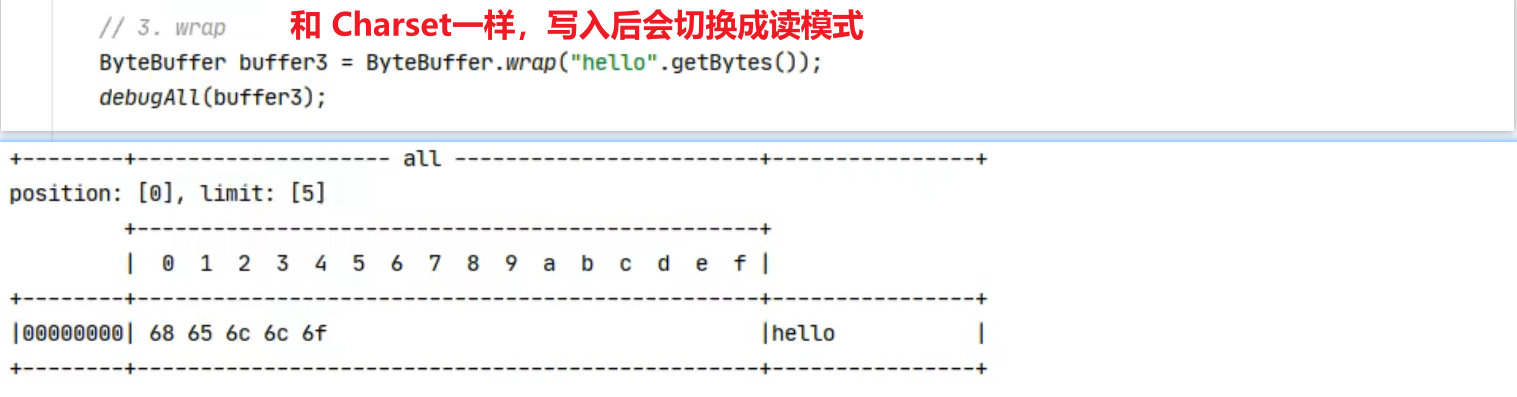 // 3. wrap 和 Charset一样，写入后会切换成读模式
ByteBuffer buffer3 = ByteBuffer.wrap("hello".getBytes());
debugAll(buffer3);
+--------+-------------------- all ------------------------+----------------+
position: [0], limit: [5]
         +-------------------------------------------------+
         |  0  1  2  3  4  5  6  7  8  9  a  b  c  d  e  f |
+--------+-------------------------------------------------+----------------+
|00000000| 68 65 6c 6c 6f                                  |hello           |
+--------+-------------------------------------------------+----------------+